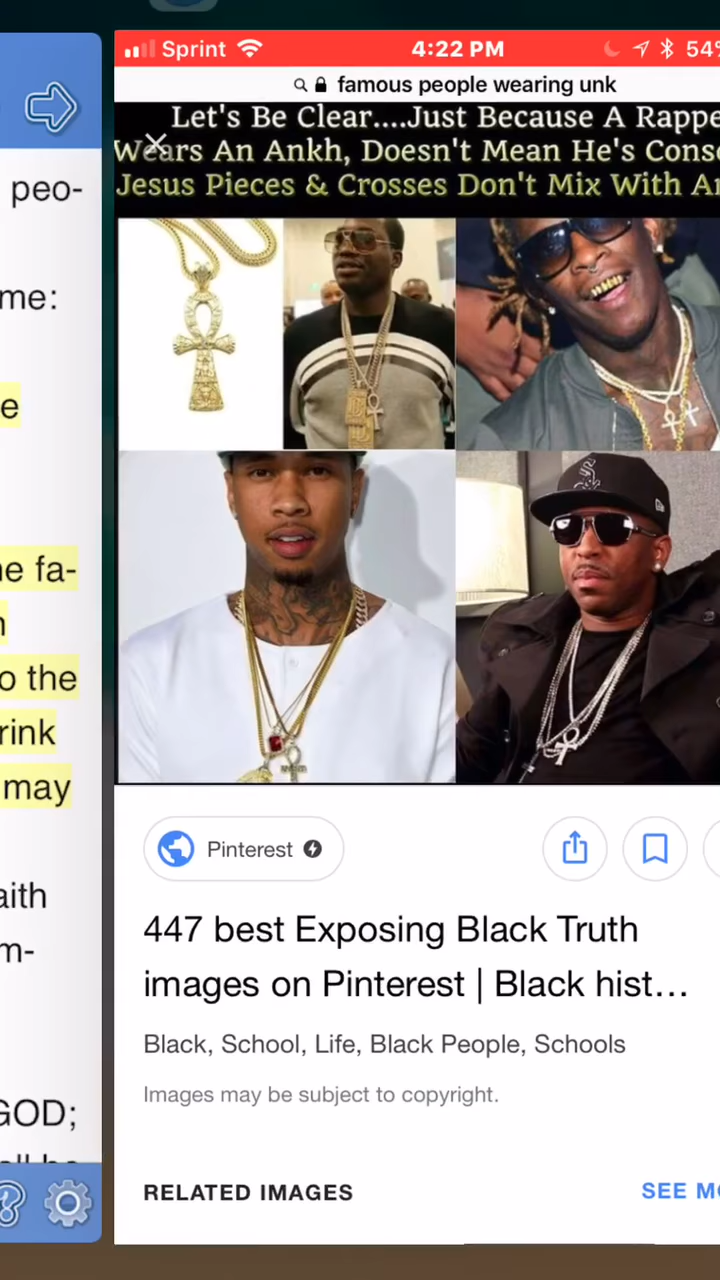 Sprint 4:22 PM 54%
famous people wearing unk
Let's Be Clear....Just Because A Rappe
Wears An Ankh, Doesn't Mean He's Cons
Jesus Pieces & Crosses Don't Mix With An
peo-
me:
e
e fa-
o the
rink
may
aith
m-
GOD;
Pinterest
447 best Exposing Black Truth
images on Pinterest | Black hist...
Black, School, Life, Black People, Schools
Images may be subject to copyright.
RELATED IMAGES
SEE MO